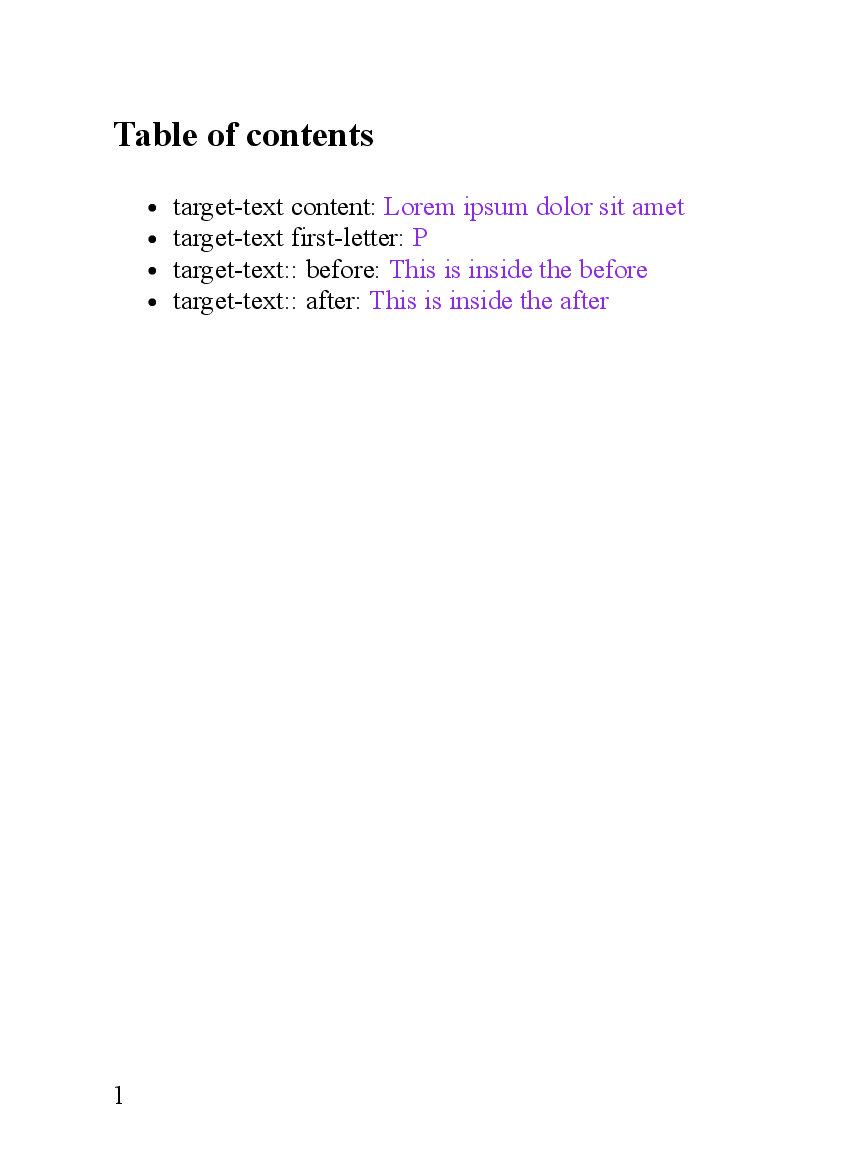 Table of contents
• target-text content: Lorem ipsum dolor sit amet
• target-text first-letter: P
• target-text:: before: This is inside the before
• target-text:: after: This is inside the after
1